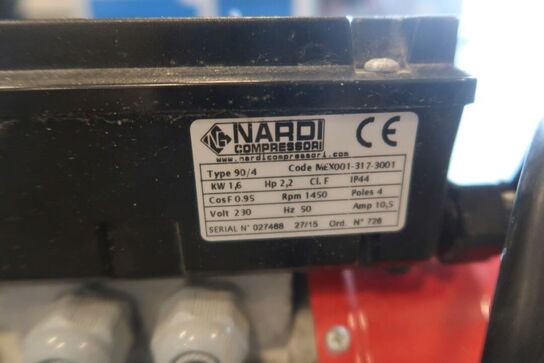 NARDI
COMPRESSORI
www.nardicompressori.com
CE
Type 90/4 Code MEX001-317-3001
KW 1,6 Hp 2,2 Cl. F IP44
CosF 0.95 Rpm 1450 Poles 4
Volt 230 Hz 50 Amp 10,5
SERIAL N° 027488 27/15 Ord. N° 726